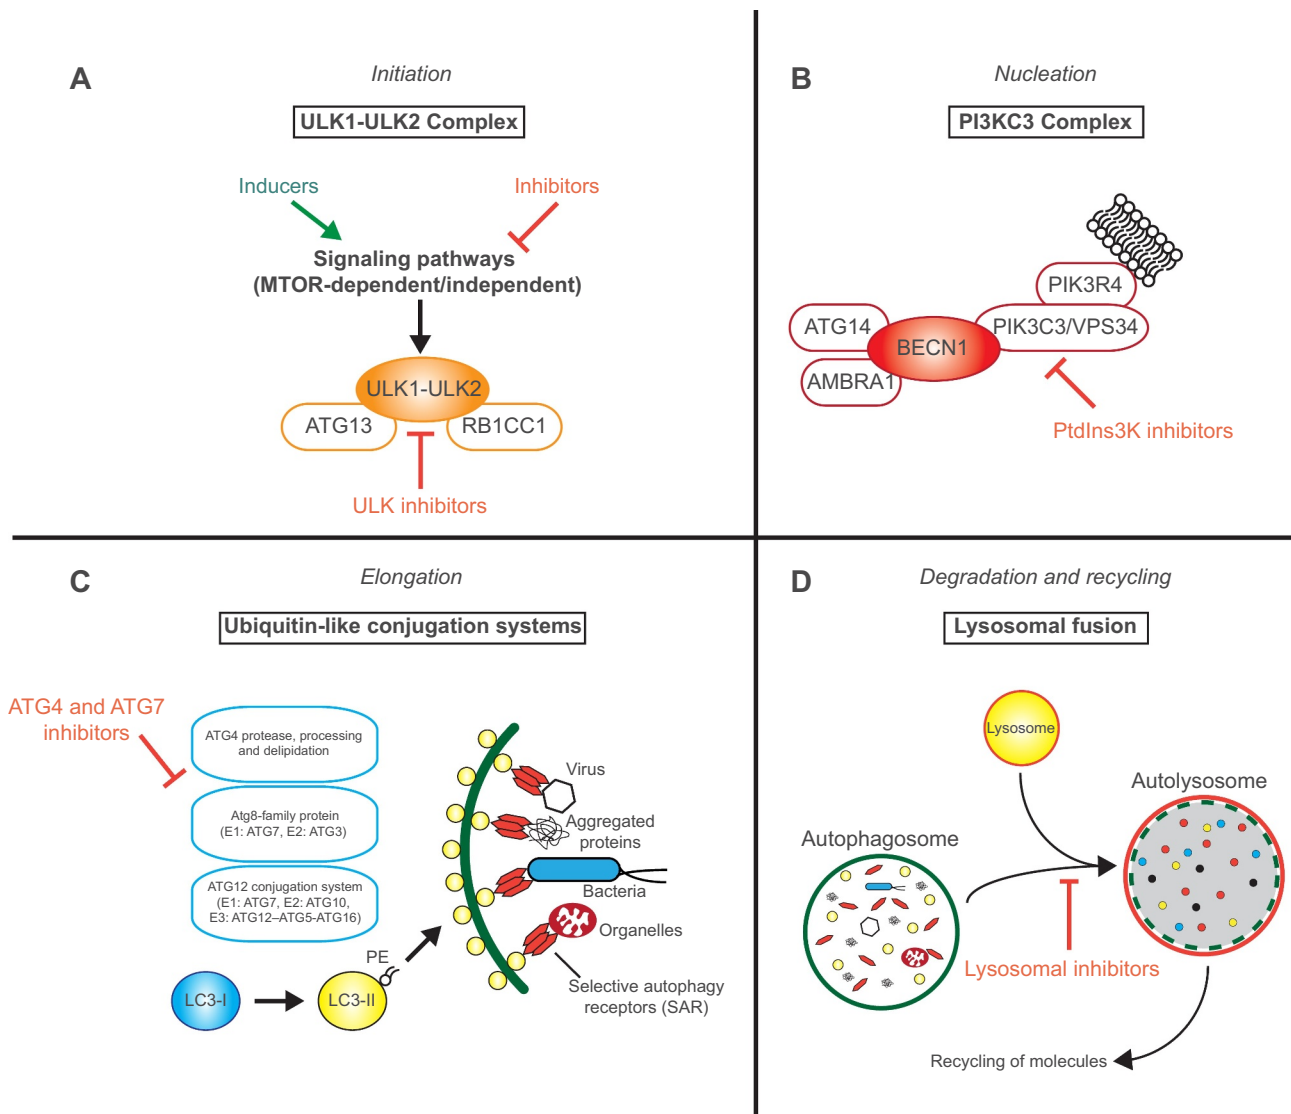 A
Initiation
ULK1-ULK2 Complex
Inducers
Inhibitors
Signaling pathways
(MTOR-dependent/independent)
ULK1-ULK2
ATG13
RB1CC1
ULK inhibitors
B
Nucleation
PI3KC3 Complex
PIK3R4
ATG14
PIK3C3/VPS34
BECN1
AMBRA1
PtdIns3K inhibitors
C
Elongation
Ubiquitin-like conjugation systems
ATG4 and ATG7
inhibitors
ATG4 protease, processing
and delipidation
Atg8-family protein
(E1: ATG7, E2: ATG3)
ATG12 conjugation system
(E1: ATG7, E2: ATG10,
E3: ATG12–ATG5-ATG16)
PE
LC3-I
LC3-II
Virus
Aggregated
proteins
Bacteria
Organelles
Selective autophagy
receptors (SAR)
D
Degradation and recycling
Lysosomal fusion
Lysosome
Autolysosome
Autophagosome
Lysosomal inhibitors
Recycling of molecules